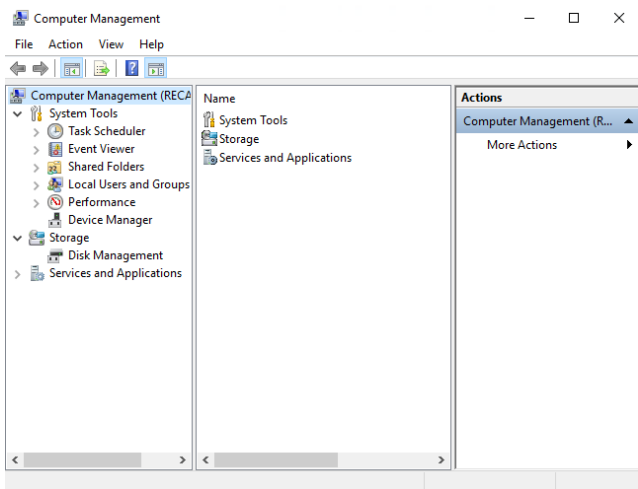 Computer Management
File Action View Help
Computer Management (RECA
System Tools
Task Scheduler
Event Viewer
Shared Folders
Local Users and Groups
Performance
Device Manager
Storage
Disk Management
Services and Applications
Name
System Tools
Storage
Services and Applications
Actions
Computer Management (R...
More Actions